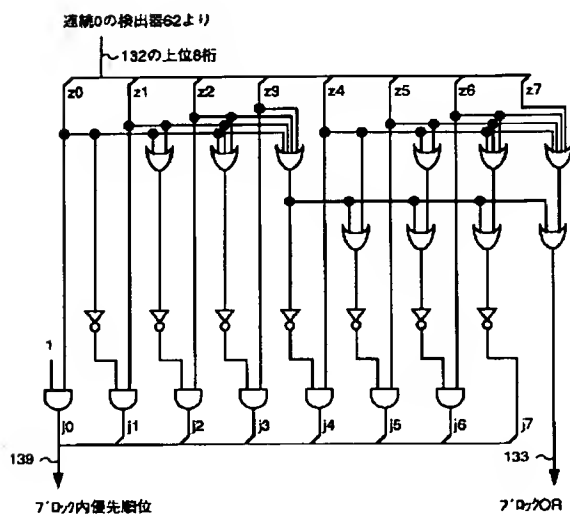 連続0の検出器62より
132の上位8桁
z0 z1 z2 z3 z4 z5 z6 z7
1
j0 j1 j2 j3 j4 j5 j6 j7
139 133
ブロック内優先順位 ブロックOR